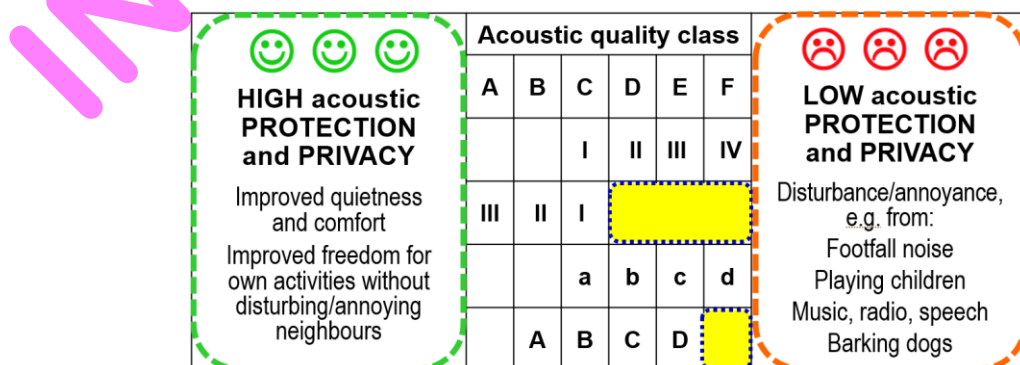 HIGH acoustic
PROTECTION
and PRIVACY
Improved quietness
and comfort
Improved freedom for
own activities without
disturbing/annoying
neighbours
Acoustic quality class
A B C D E F
I II III IV
III II I
a b c d
A B C D
LOW acoustic
PROTECTION
and PRIVACY
Disturbance/annoyance,
e.g. from:
Footfall noise
Playing children
Music, radio, speech
Barking dogs